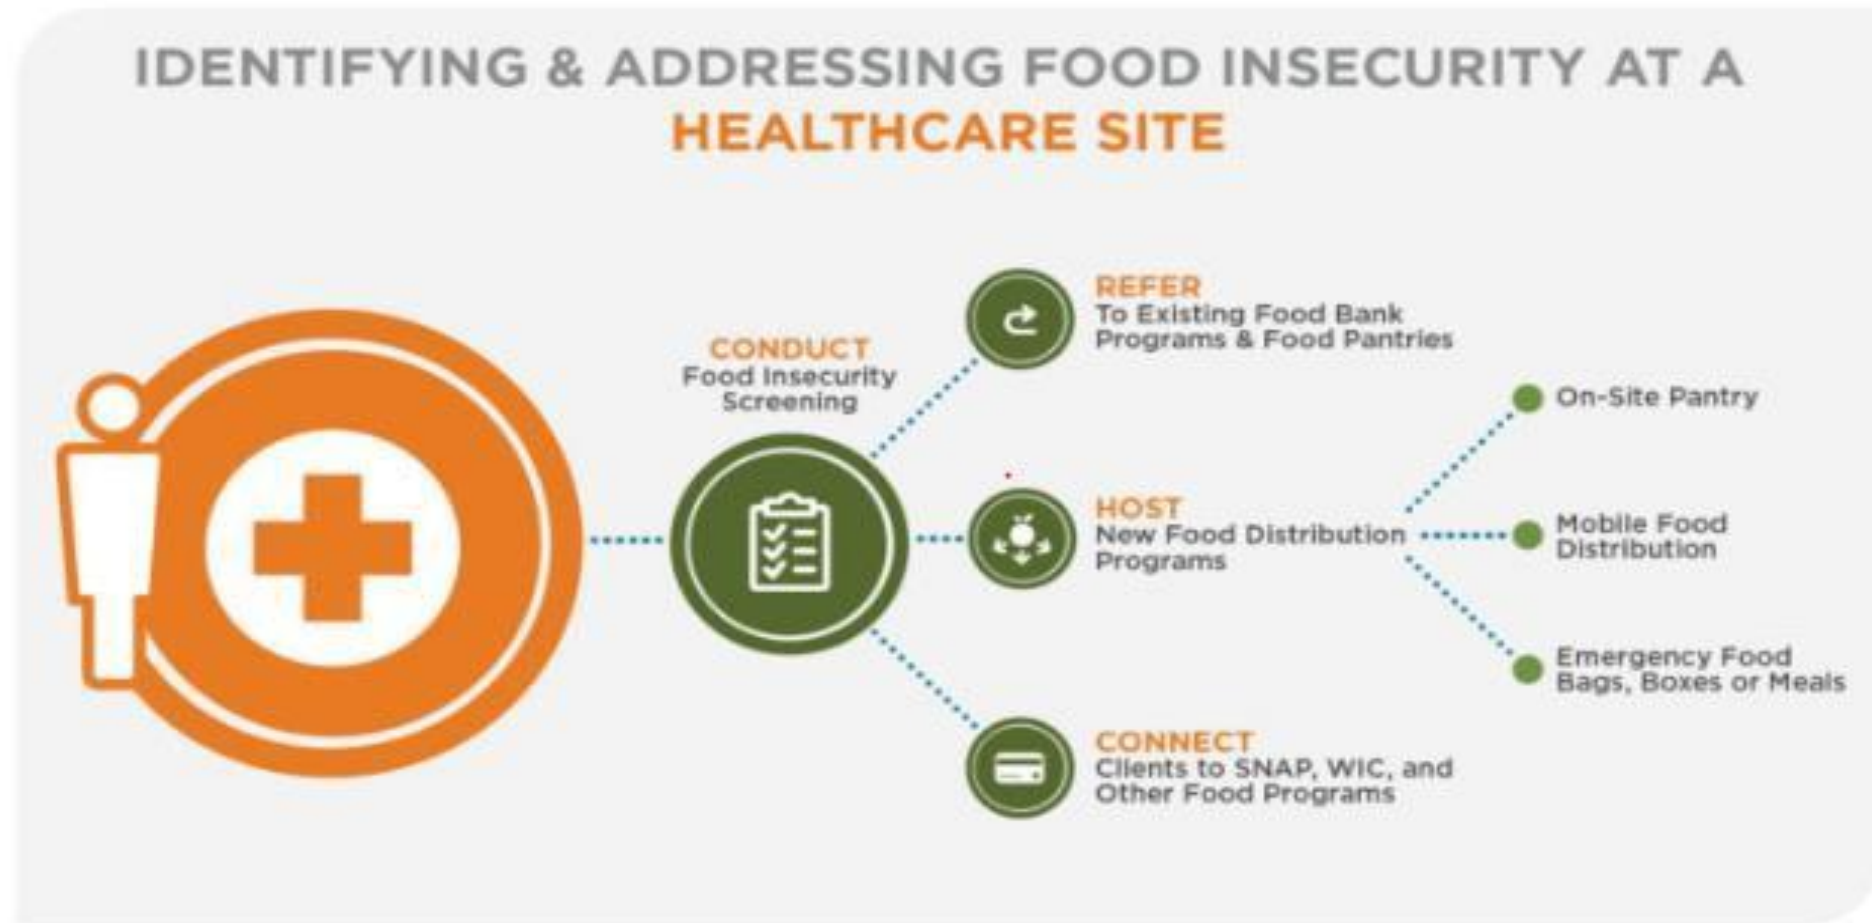 IDENTIFYING & ADDRESSING FOOD INSECURITY AT A
HEALTHCARE SITE
CONDUCT
Food Insecurity
Screening
REFER
To Existing Food Bank
Programs & Food Pantries
HOST
New Food Distribution
Programs
CONNECT
Clients to SNAP, WIC, and
Other Food Programs
On-Site Pantry
Mobile Food
Distribution
Emergency Food
Bags, Boxes or Meals